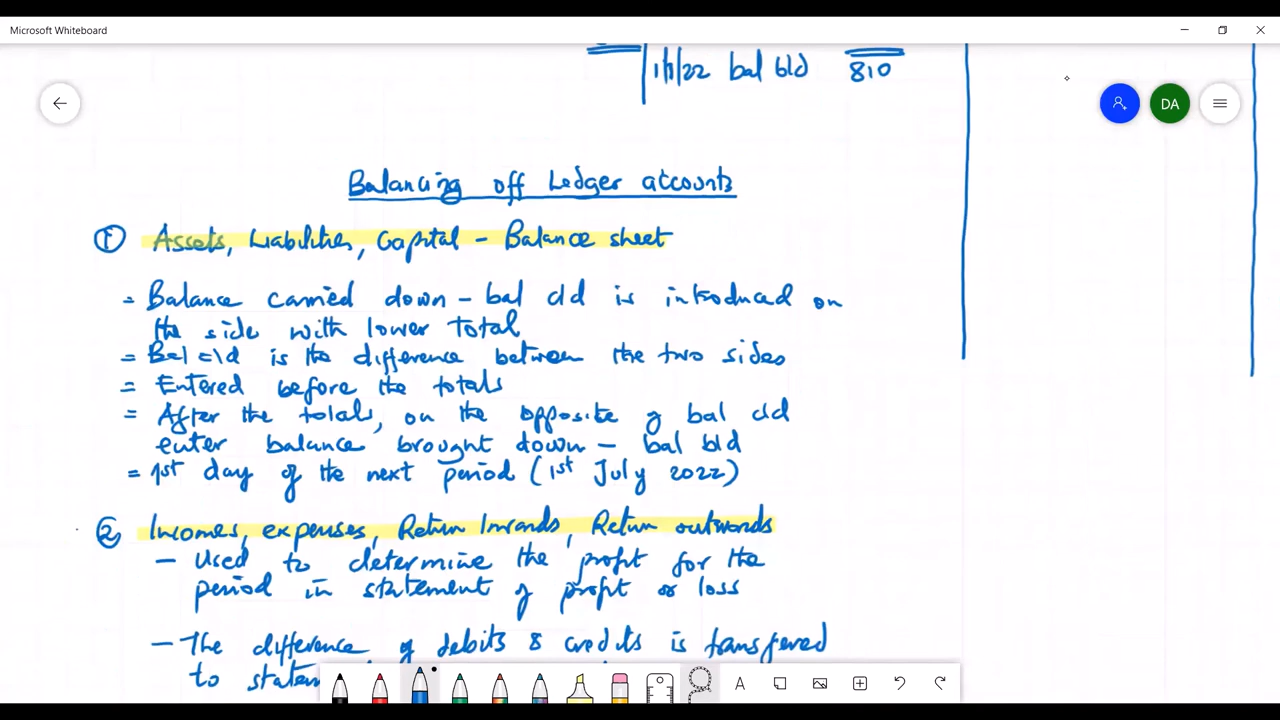 Microsoft Whiteboard
1/7/22 bal b/d 810
DA
Balancing off Ledger accounts
① Assets, Liabilities, Capital - Balance sheet
= Balance carried down - bal c/d is introduced on
the side with lower total
= Bal c/d is the difference between the two sides
= Entered before the totals
= After the totals, on the opposite of bal c/d
enter balance brought down - bal b/d
= 1st day of the next period (1st July 2022)
② Incomes, expenses, Return Inwards, Return outwards
- Used to determine the profit for the
period in statement of profit or loss
- The difference of debits & credits is transferred
to
A